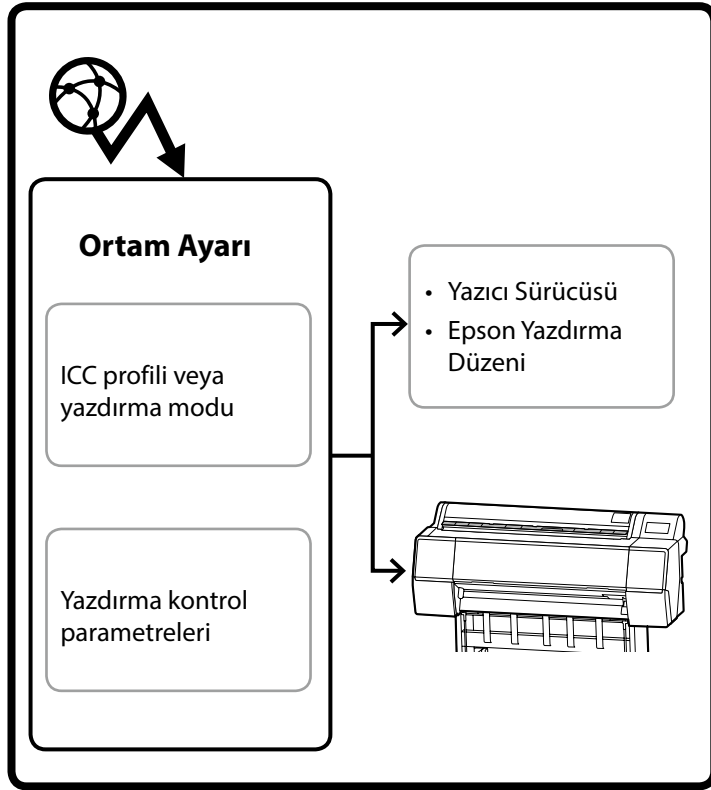 Ortam Ayarı
ICC profili veya
yazdırma modu
Yazdırma kontrol
parametreleri
• Yazıcı Sürücüsü
• Epson Yazdırma
Düzeni